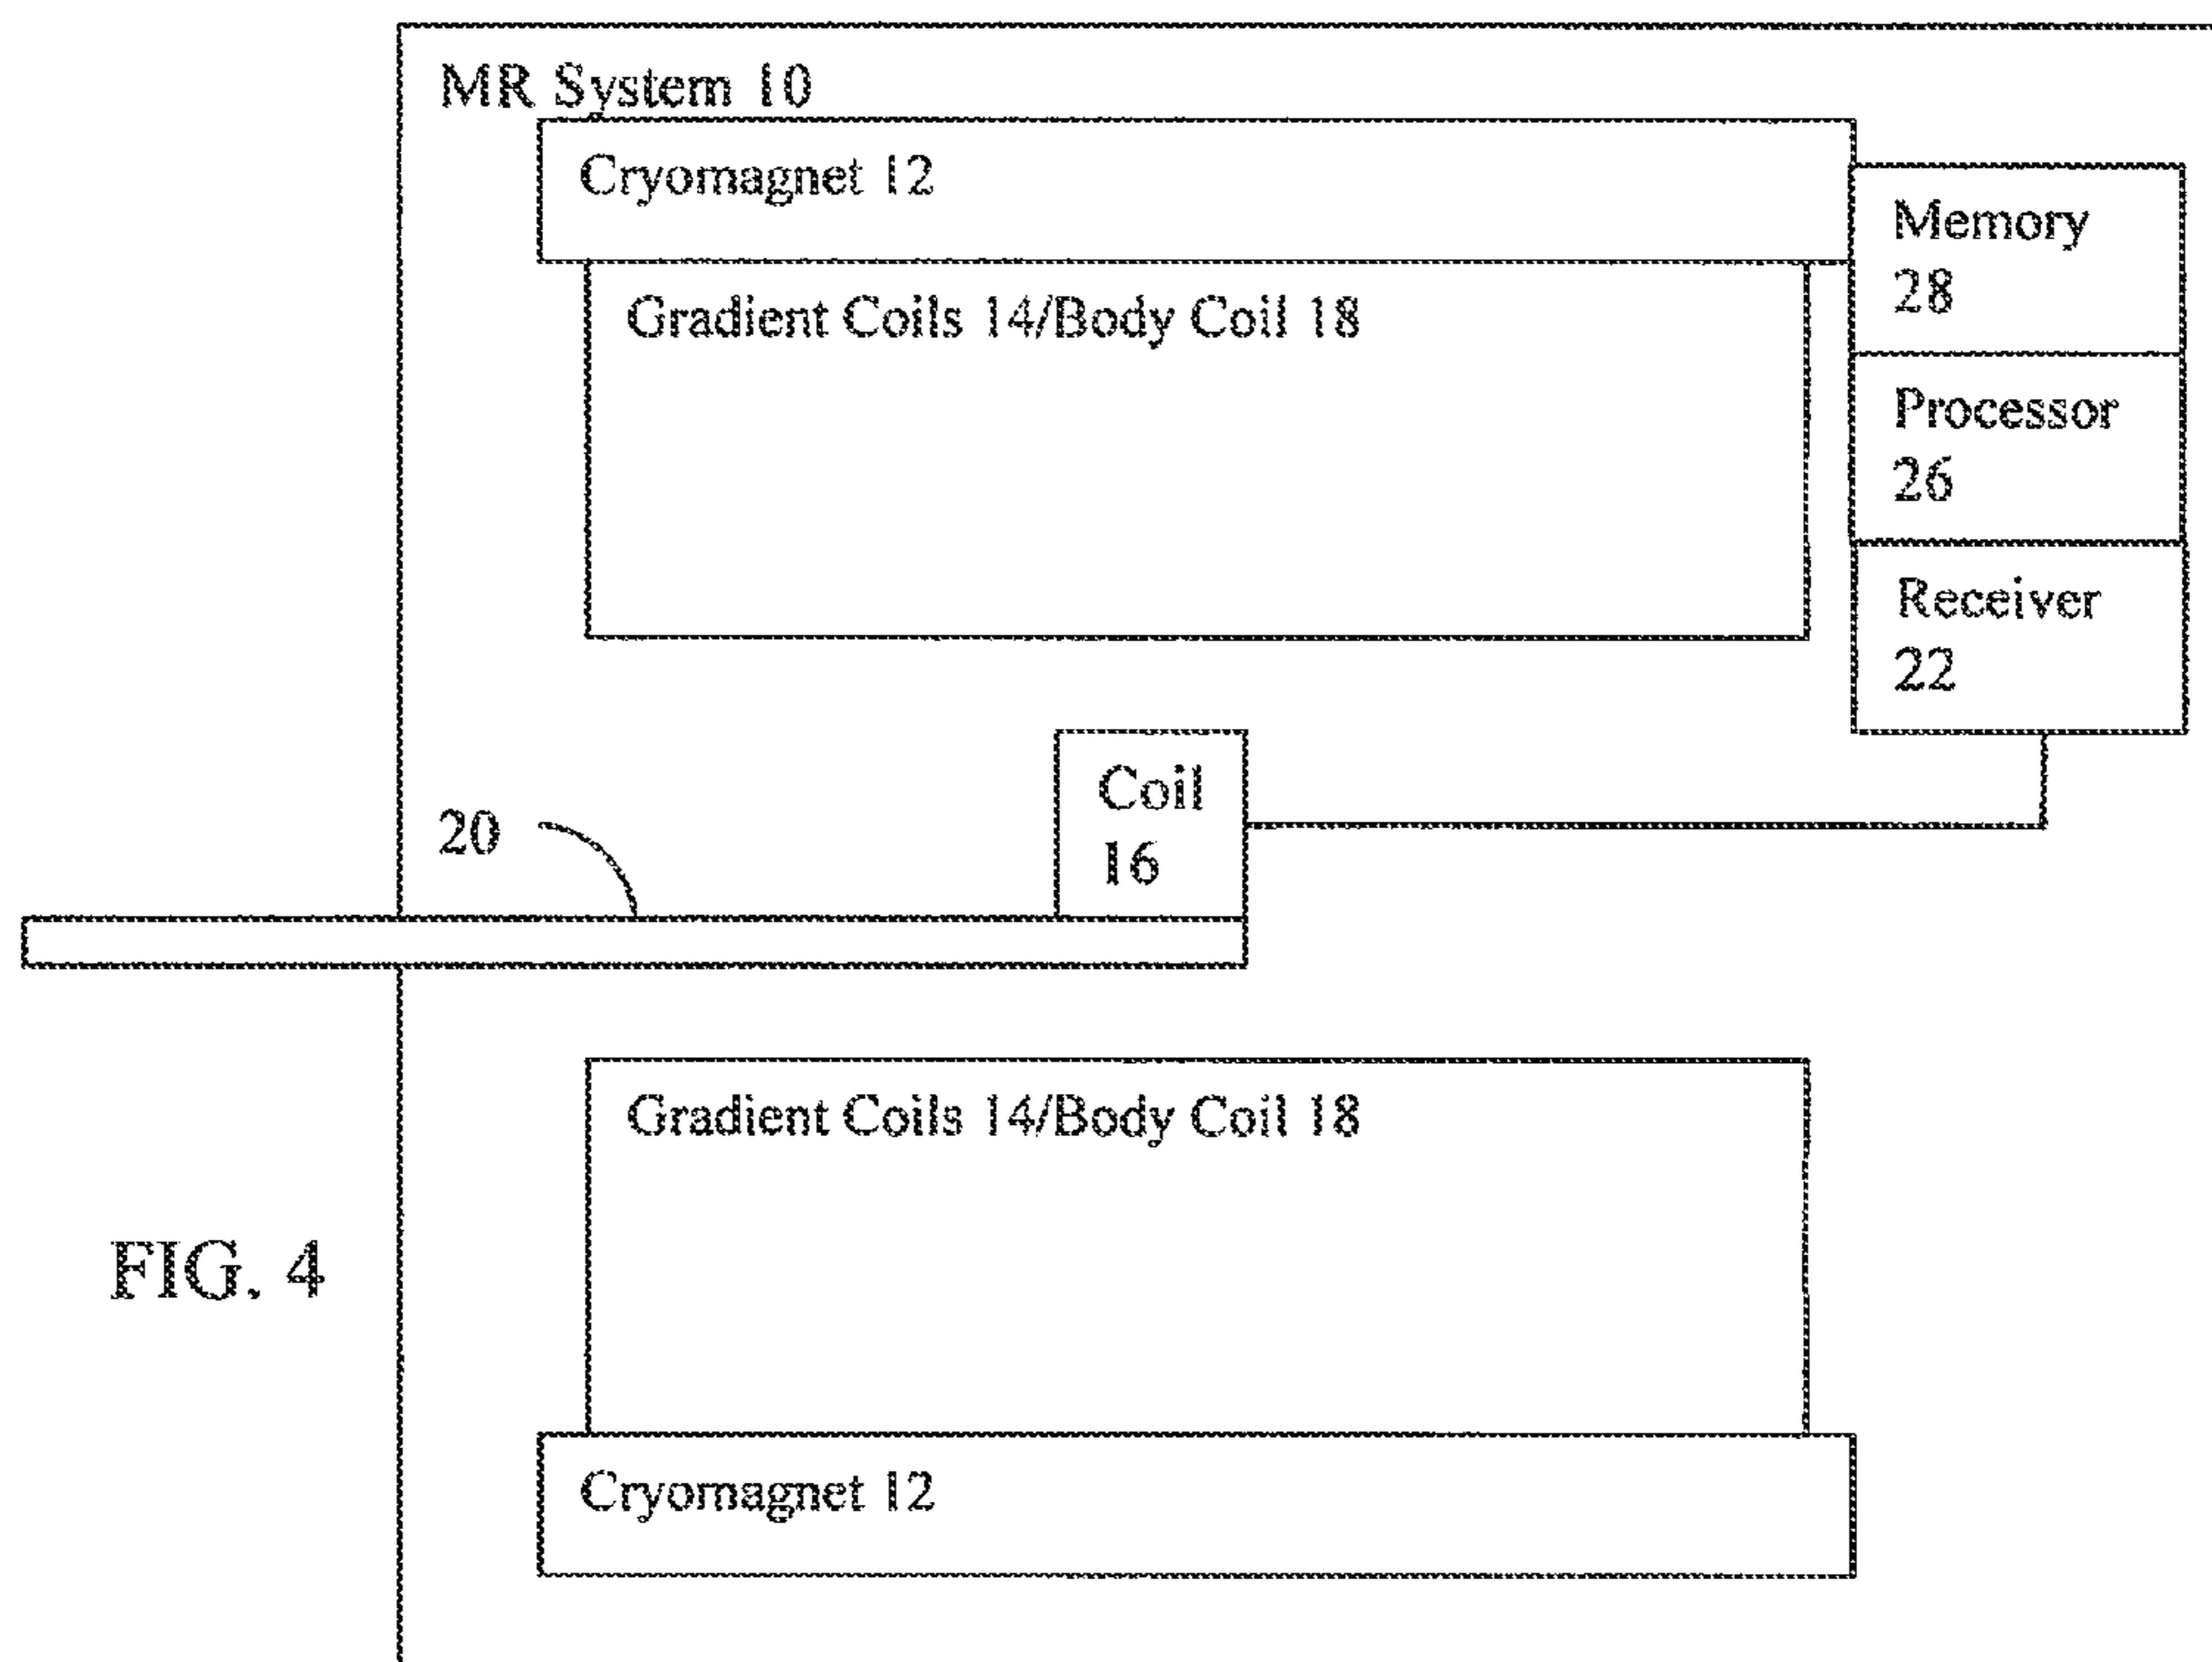 MR System 10
Cryomagnet 12
Memory
28
Gradient Coils 14/Body Coil 18
Processor
26
Receiver
22
Coil
16
20
Gradient Coils 14/Body Coil 18
FIG. 4
Cryomagnet 12